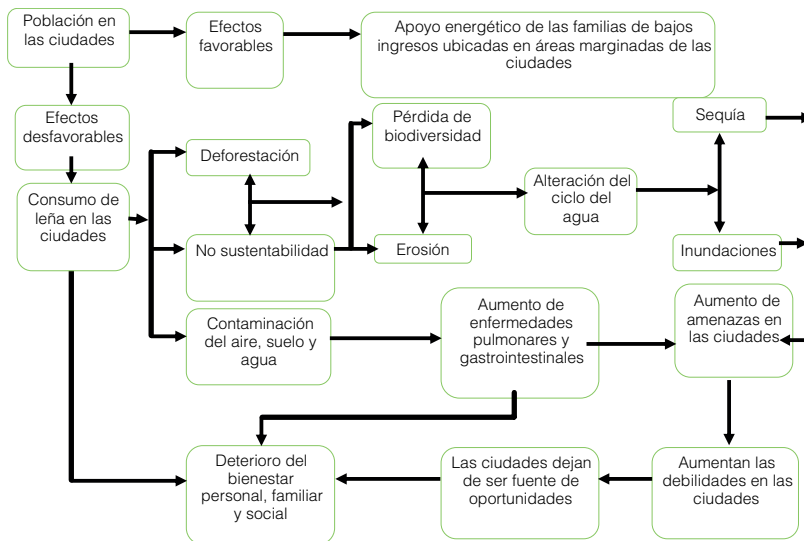 Población en
las ciudades
Efectos
favorables
Apoyo energético de las familias de bajos
ingresos ubicadas en áreas marginadas de las
ciudades
Efectos
desfavorables
Consumo de
leña en las
ciudades
Deforestación
No sustentabilidad
Contaminación
del aire, suelo y
agua
Pérdida de
biodiversidad
Erosión
Alteración del
ciclo del
agua
Sequía
Inundaciones
Aumento de
enfermedades
pulmonares y
gastrointestinales
Aumento de
amenazas en
las ciudades
Deterioro del
bienestar
personal, familiar
y social
Las ciudades dejan
de ser fuente de
oportunidades
Aumentan las
debilidades en las
ciudades